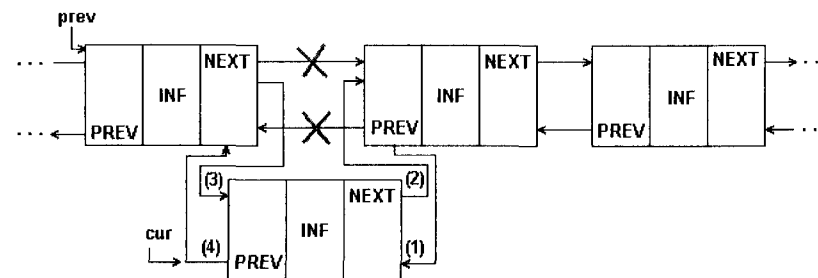 prev
NEXT
NEXT
NEXT
...
...
INF
INF
INF
...
PREV
PREV
PREV
...
(3)
(2)
NEXT
INF
cur
(4)
(1)
PREV